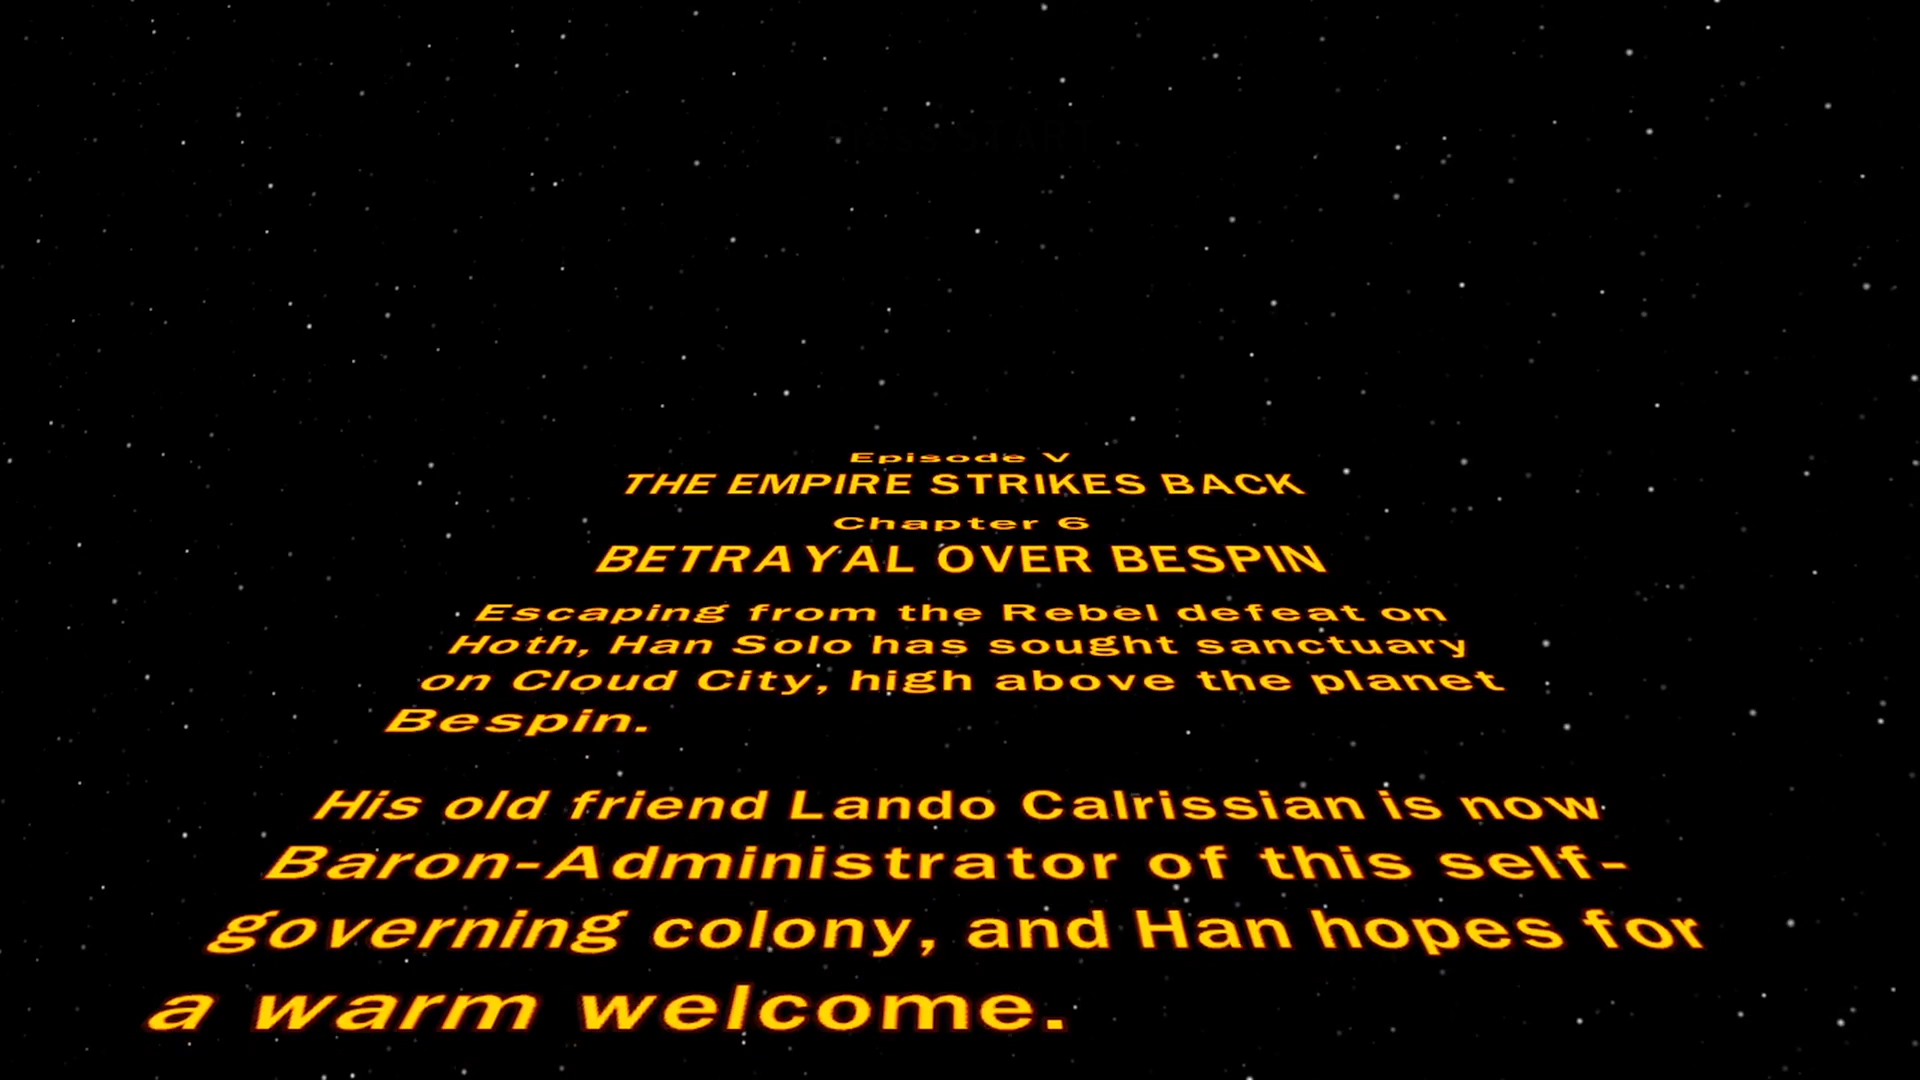 Press START
Episode V
THE EMPIRE STRIKES BACK
Chapter 6
BETRAYAL OVER BESPIN
Escaping from the Rebel defeat on
Hoth, Han Solo has sought sanctuary
on Cloud City, high above the planet
Bespin.
His old friend Lando Calrissian is now
Baron-Administrator of this self-
governing colony, and Han hopes for
a warm welcome.